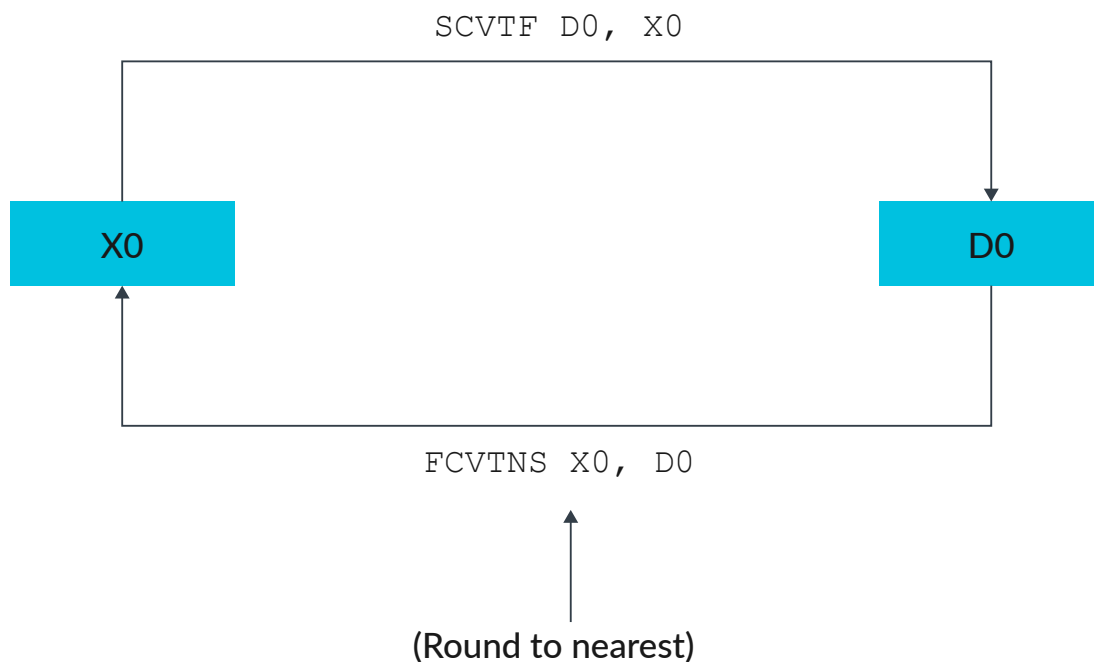 SCVTF D0, X0
X0
D0
FCVTNS X0, D0
(Round to nearest)